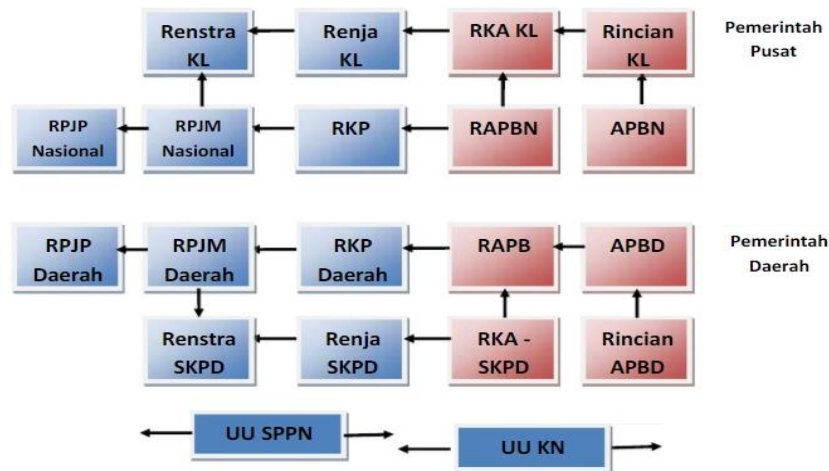 Renstra
KL
Renja
KL
RKA KL
Rincian
KL
Pemerintah
Pusat
RPJP
Nasional
RPJM
Nasional
RKP
RAPBN
APBN
RPJP
Daerah
RPJM
Daerah
RKP
Daerah
RAPB
APBD
Pemerintah
Daerah
Renstra
SKPD
Renja
SKPD
RKA -
SKPD
Rincian
APBD
UU SPPN
UU KN